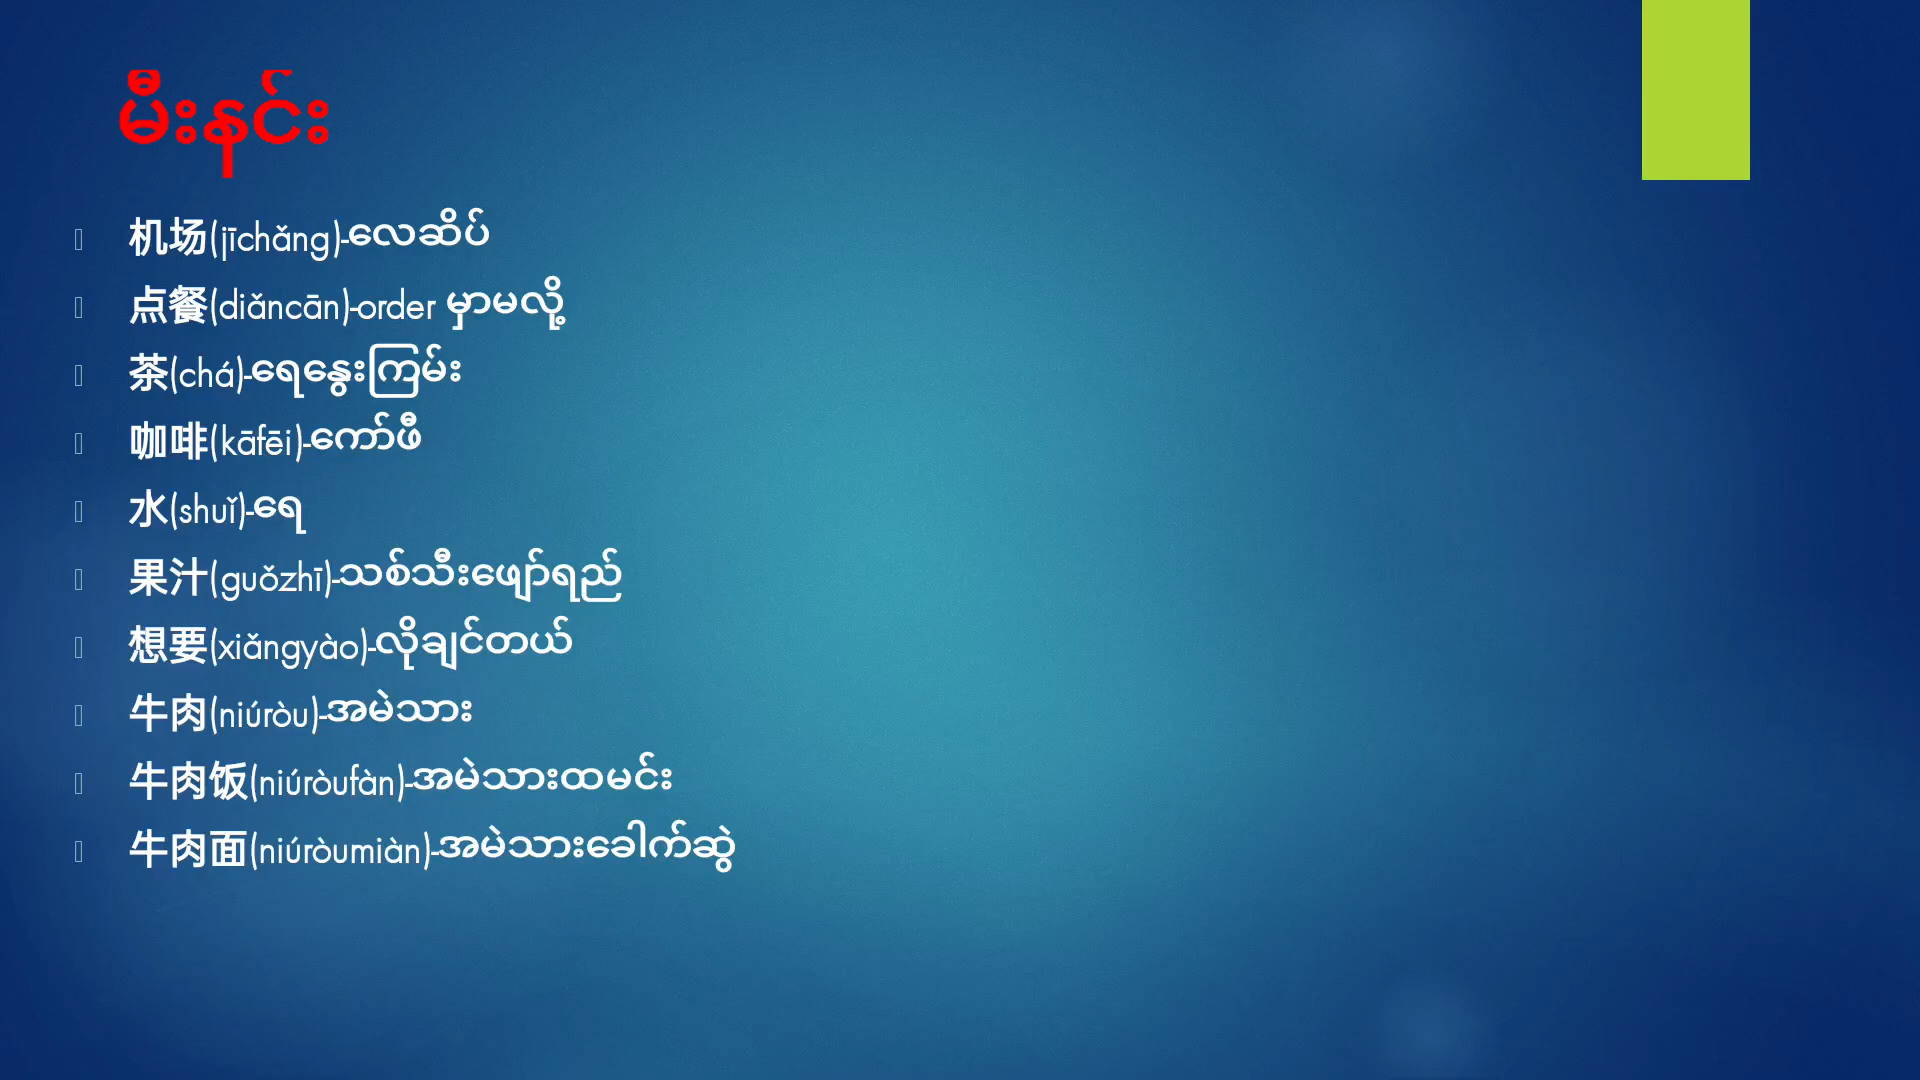 မီးနင်း
机场(jīchǎng)-လေဆိပ်
点餐(diǎncān)-order မှာမလို့
茶(chá)-ရေနွေးကြမ်း
咖啡(kāfēi)-ကော်ဖီ
水(shuǐ)-ရေ
果汁(guǒzhī)-သစ်သီးဖျော်ရည်
想要(xiǎngyào)-လိုချင်တယ်
牛肉(niúròu)-အမဲသား
牛肉饭(niúròufàn)-အမဲသားထမင်း
牛肉面(niúròumiàn)-အမဲသားခေါက်ဆွဲ